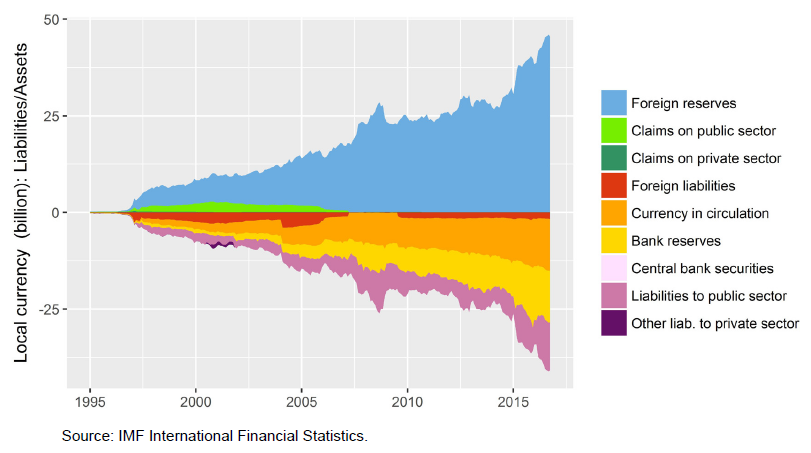 Local currency (billion): Liabilities/Assets
50
25
0
-25
1995
2000
2005
2010
2015
Foreign reserves
Claims on public sector
Claims on private sector
Foreign liabilities
Currency in circulation
Bank reserves
Central bank securities
Liabilities to public sector
Other liab. to private sector
Source: IMF International Financial Statistics.